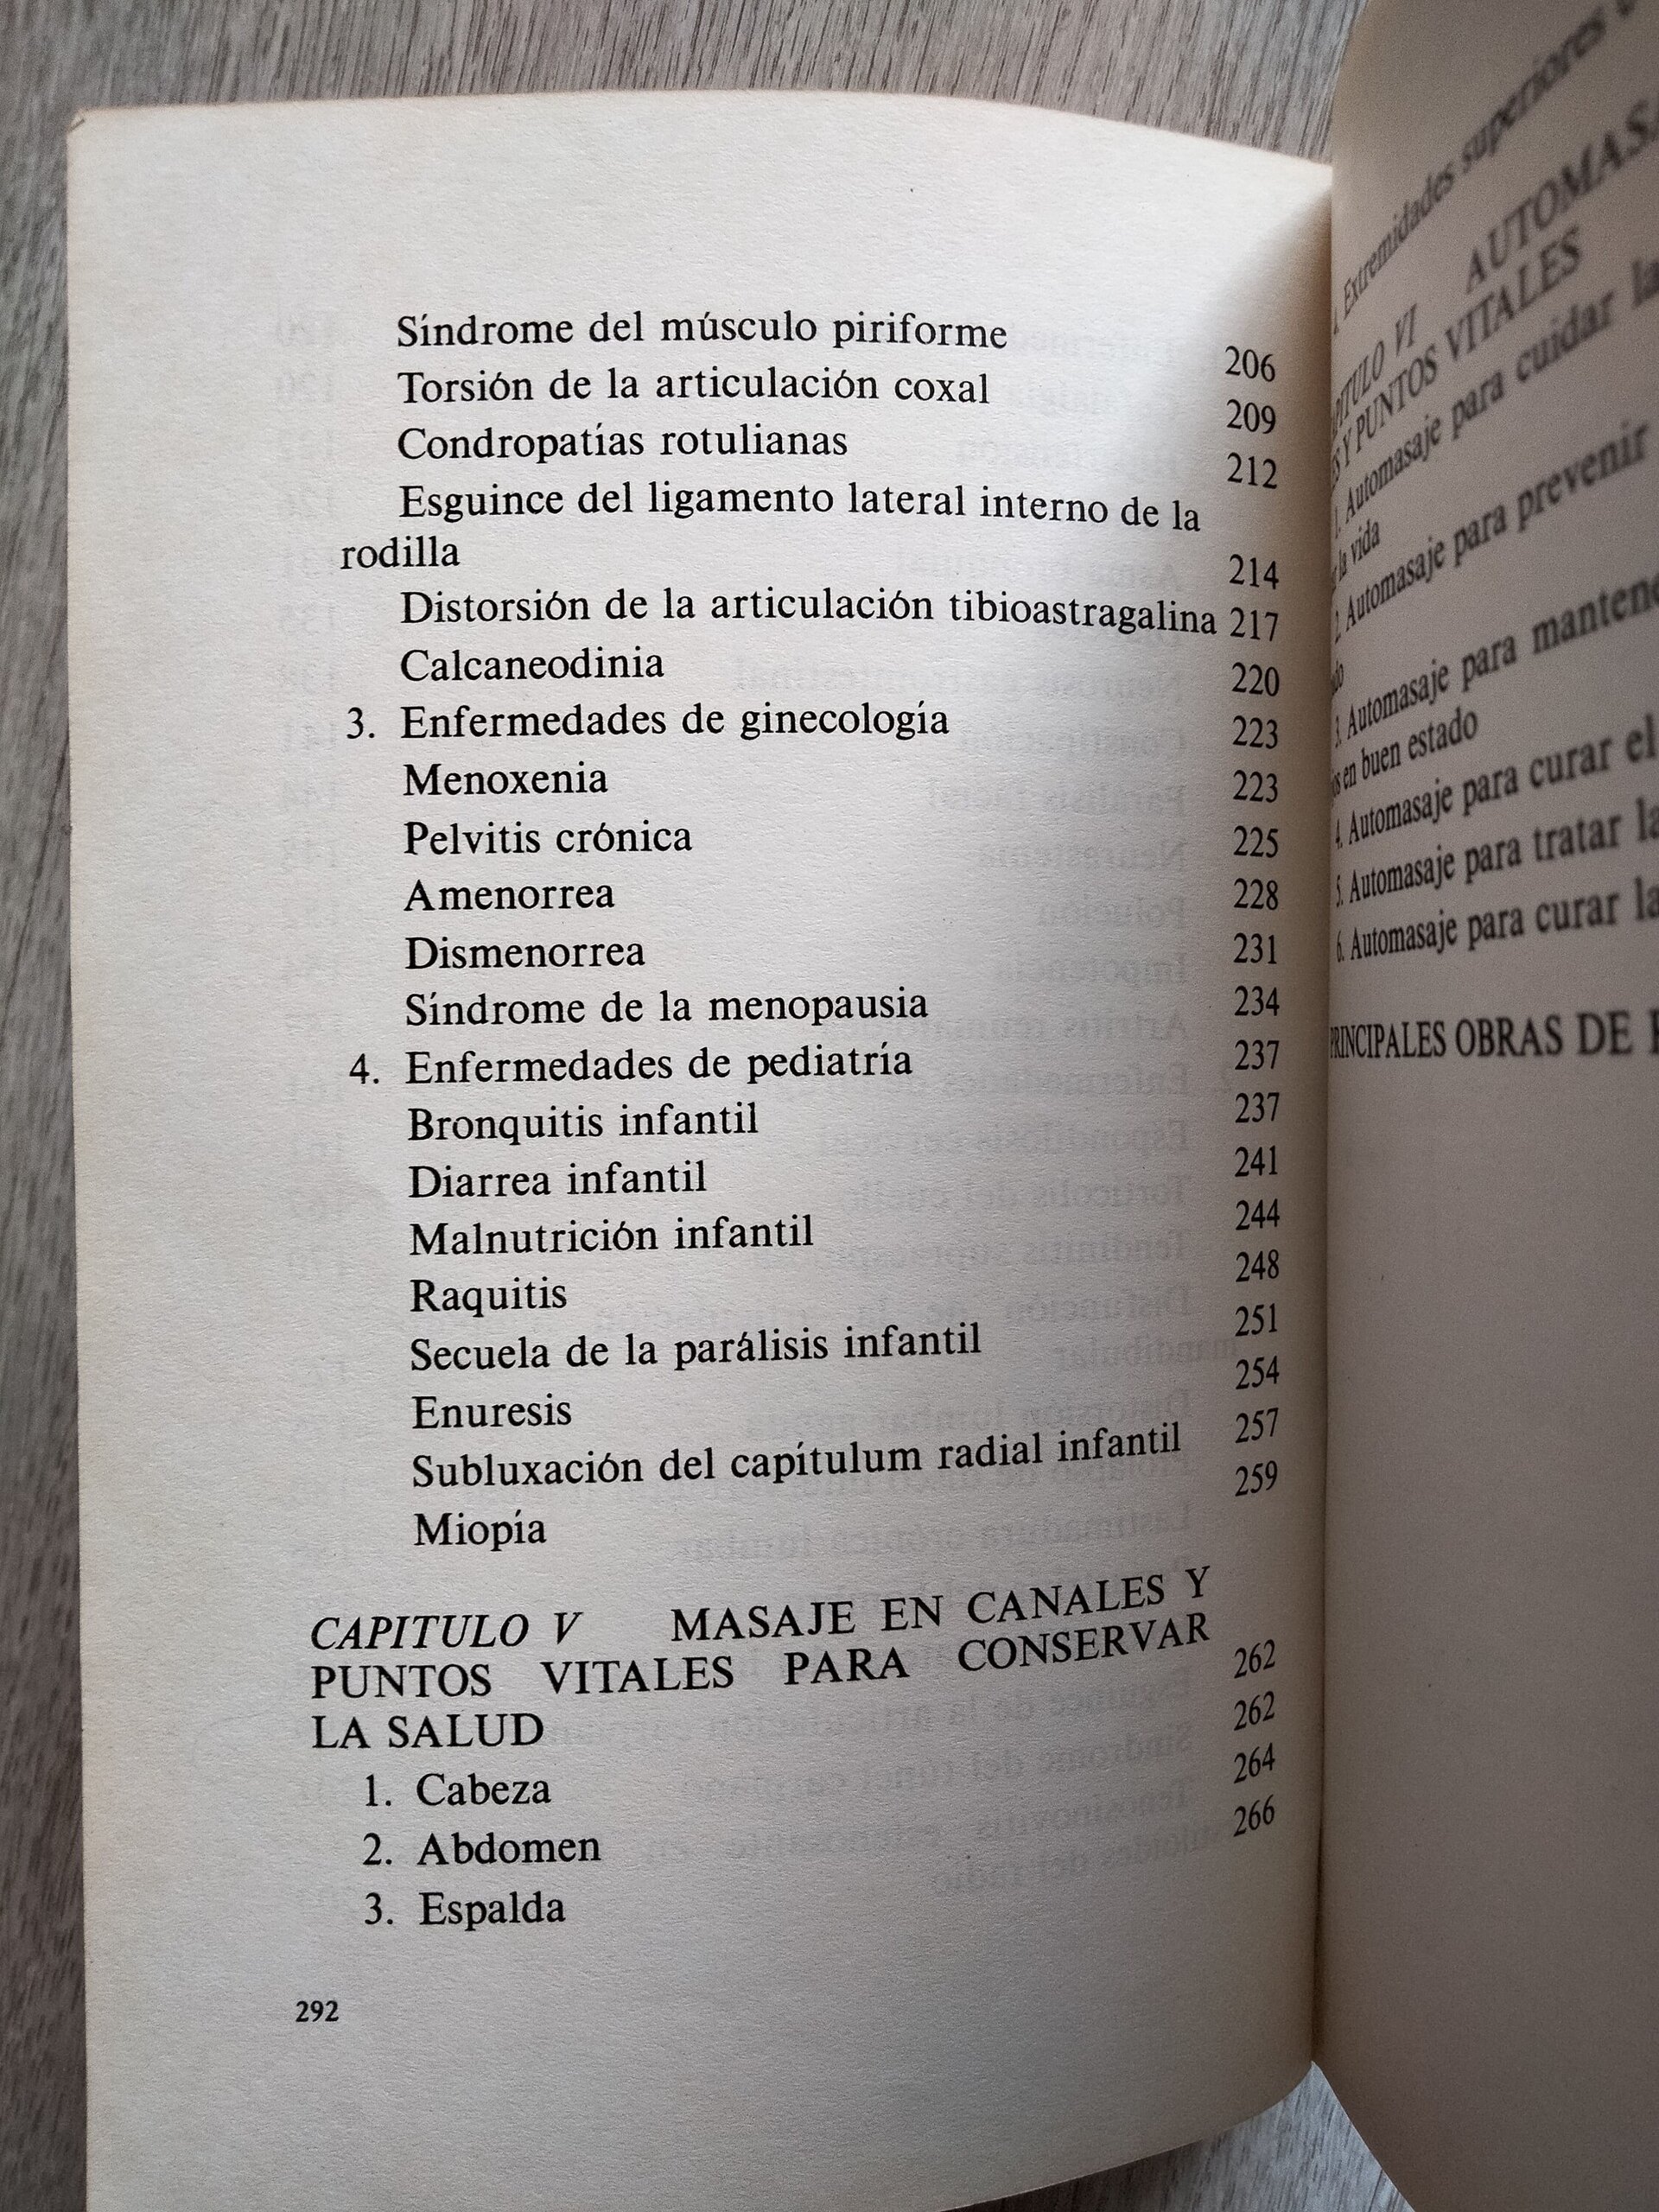 Síndrome del músculo piriforme 206
Torsión de la articulación coxal 209
Condropatías rotulianas 212
Esguince del ligamento lateral interno de la
rodilla 214
Distorsión de la articulación tibioastragalina 217
Calcaneodinia 220
3. Enfermedades de ginecología 223
Menoxenia 223
Pelvitis crónica 225
Amenorrea 228
Dismenorrea 231
Síndrome de la menopausia 234
4. Enfermedades de pediatría 237
Bronquitis infantil 237
Diarrea infantil 241
Malnutrición infantil 244
Raquitis 248
Secuela de la parálisis infantil 251
Enuresis 254
Subluxación del capítulum radial infantil 257
Miopía 259
CAPITULO V MASAJE EN CANALES Y
PUNTOS VITALES PARA CONSERVAR
LA SALUD 262
1. Cabeza 262
2. Abdomen 264
3. Espalda 266
292
Extremidades superiores
VI AUTOMASA
Y PUNTOS VITALES
1. Automasaje para cuidar la
la vida
2. Automasaje para prevenir
3. Automasaje para mantene
en buen estado
4. Automasaje para curar el
5. Automasaje para tratar la
6. Automasaje para curar la
PRINCIPALES OBRAS DE